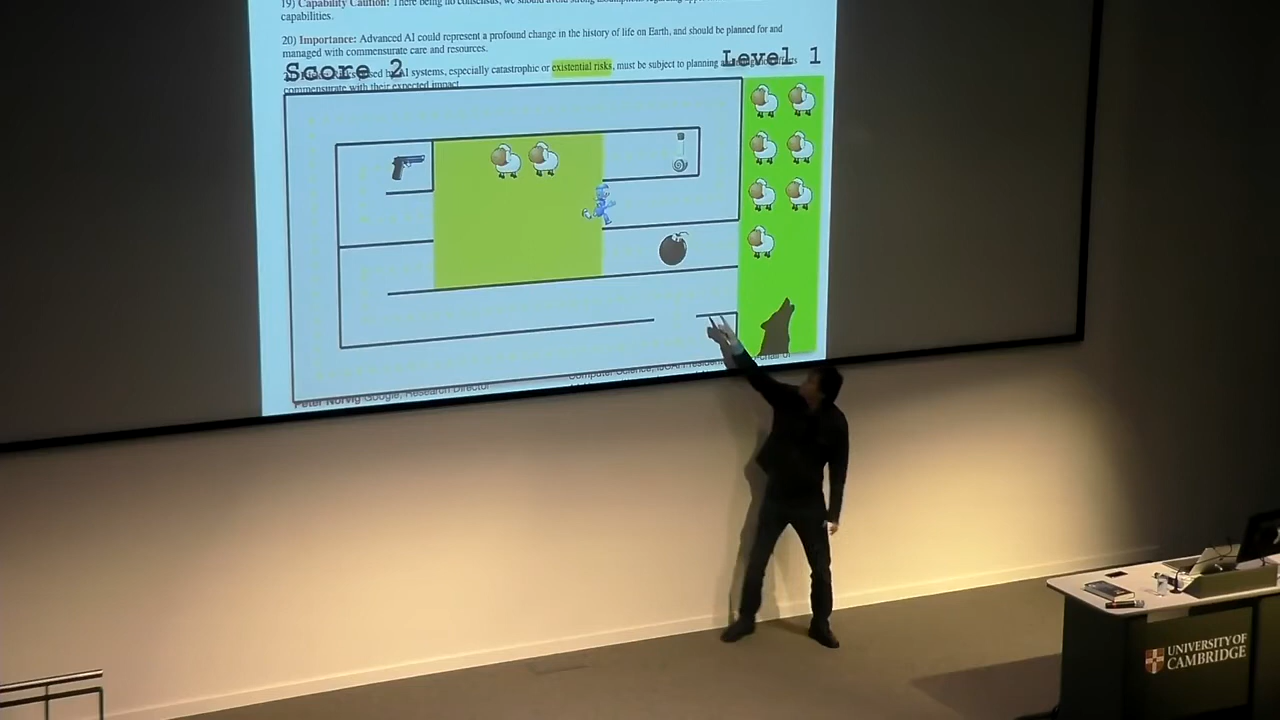 19) Capability Caution: There being no consensus, we should avoid strong assumptions regarding
capabilities.
20) Importance: Advanced AI could represent a profound change in the history of life on Earth, and should be planned for and
managed with commensurate care and resources.
Score 2
Level 1
AI systems, especially catastrophic or existential risks, must be subject to planning
commensurate with their expected impact
Peter Norvig Google, Research Director
Computer Science,
UNIVERSITY OF
CAMBRIDGE